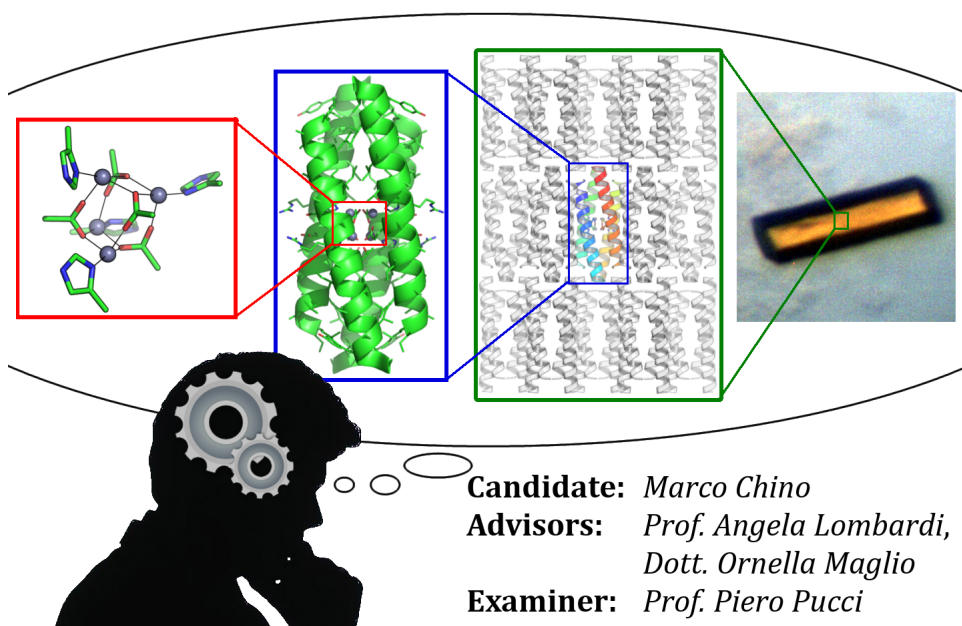 Candidate: Marco Chino
Advisors: Prof. Angela Lombardi,
Dott. Ornella Maglio
Examiner: Prof. Piero Pucci